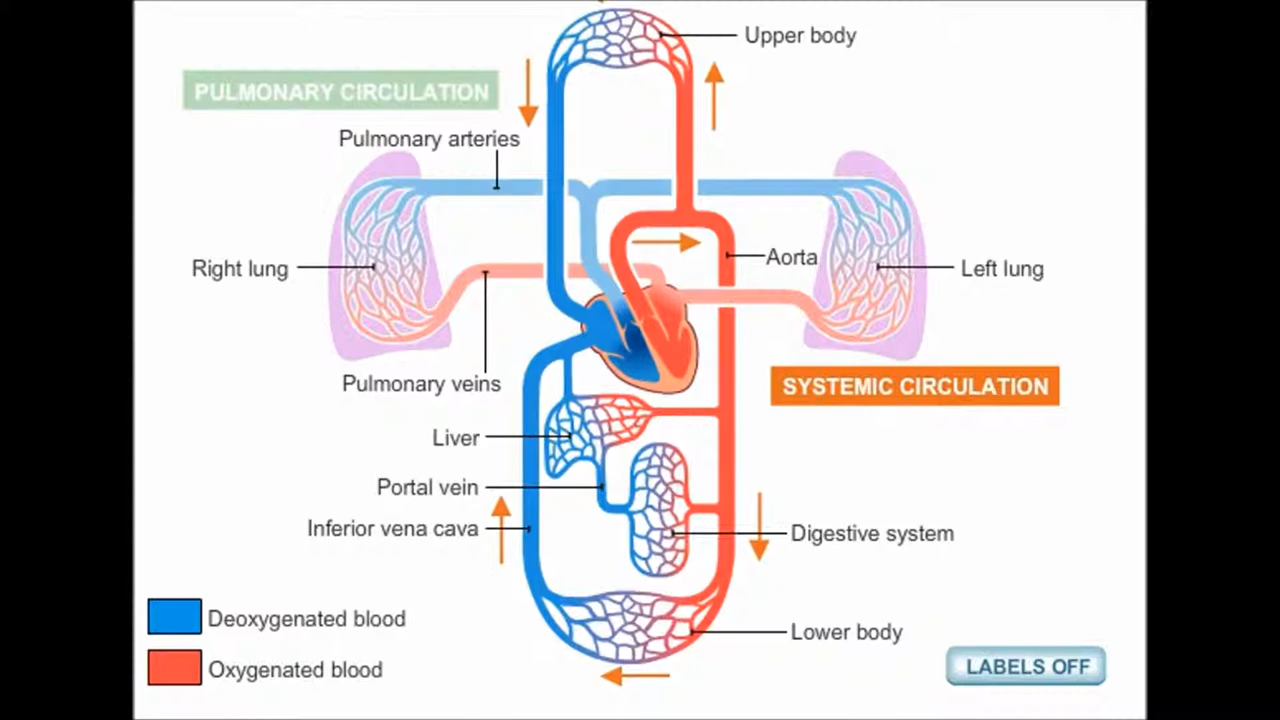 Upper body
PULMONARY CIRCULATION
Pulmonary arteries
Aorta
Right lung
Left lung
Pulmonary veins
SYSTEMIC CIRCULATION
Liver
Portal vein
Inferior vena cava
Digestive system
Deoxygenated blood
Lower body
Oxygenated blood
LABELS OFF